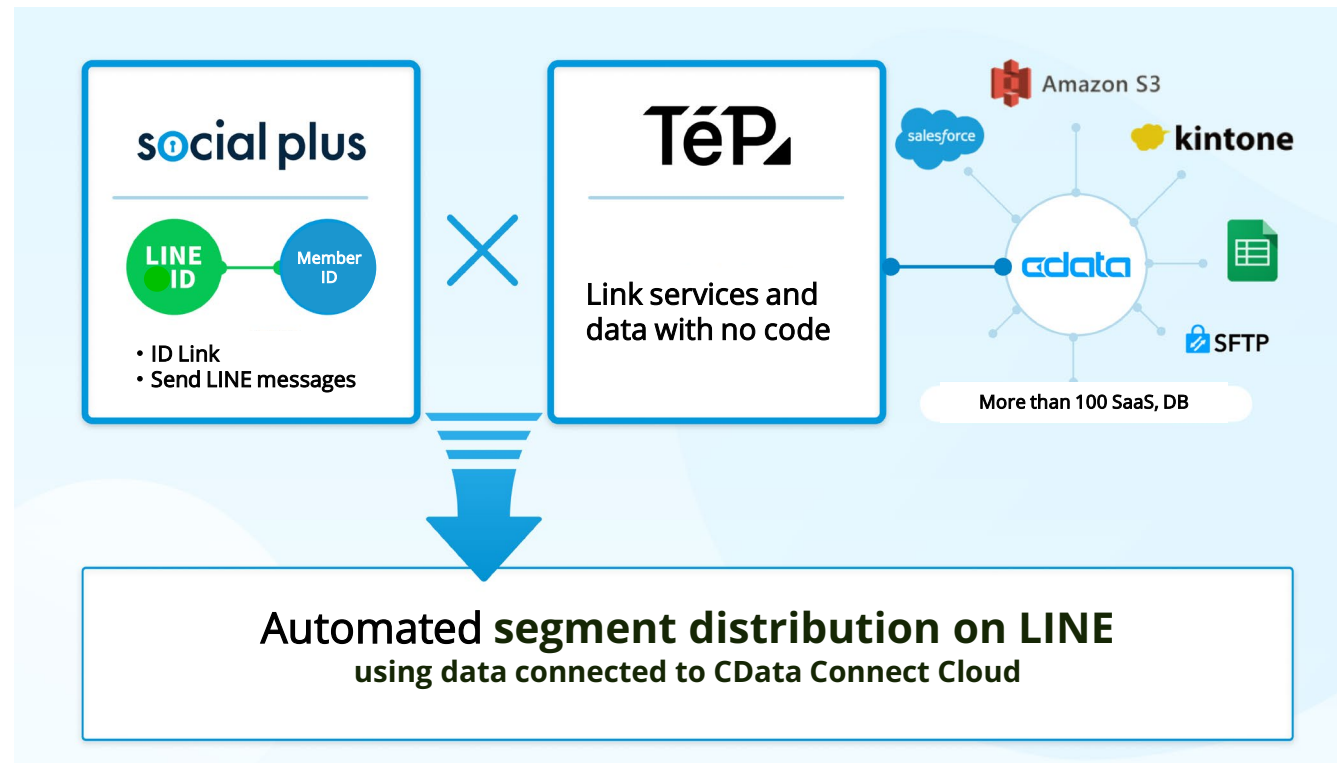 social plus
LINE
ID
Member
ID
・ID Link
・Send LINE messages
TéP
Link services and
data with no code
Amazon S3
salesforce
kintone
cdata
SFTP
More than 100 SaaS, DB
Automated segment distribution on LINE
using data connected to CData Connect Cloud